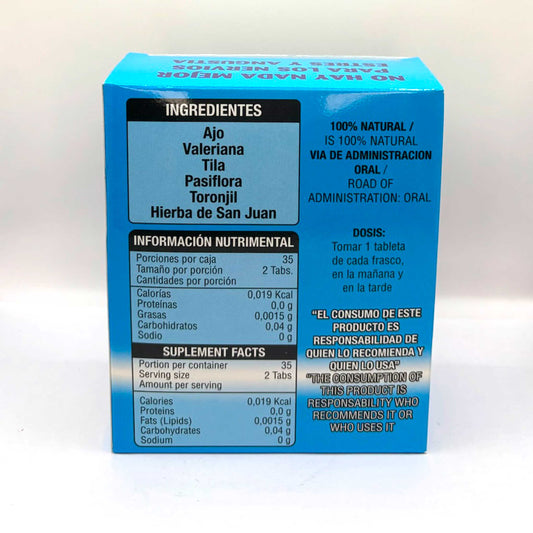 NO HAY NADA MEJOR
PARA LOS NERVIOS
ESTRES Y ANGUSTIA
INGREDIENTES
Ajo
Valeriana
Tila
Pasiflora
Toronjil
Hierba de San Juan
INFORMACIÓN NUTRIMENTAL
Porciones por caja 35
Tamaño por porción 2 Tabs.
Cantidades por porción
Calorías 0,019 Kcal
Proteínas 0,0 g
Grasas 0,0015 g
Carbohidratos 0,04 g
Sodio 0 g
SUPLEMENT FACTS
Portion per container 35
Serving size 2 Tabs
Amount per serving
Calories 0,019 Kcal
Proteins 0,0 g
Fats (Lipids) 0,0015 g
Carbohydrates 0,04 g
Sodium 0 g
100% NATURAL /
IS 100% NATURAL
VIA DE ADMINISTRACION
ORAL /
ROAD OF
ADMINISTRATION: ORAL
DOSIS:
Tomar 1 tableta
de cada frasco,
en la mañana y
en la tarde
"EL CONSUMO DE ESTE
PRODUCTO ES
RESPONSABILIDAD DE
QUIEN LO RECOMIENDA Y
QUIEN LO USA"
"THE CONSUMPTION OF
THIS PRODUCT IS
RESPONSABILITY WHO
RECOMMENDS IT OR
WHO USES IT